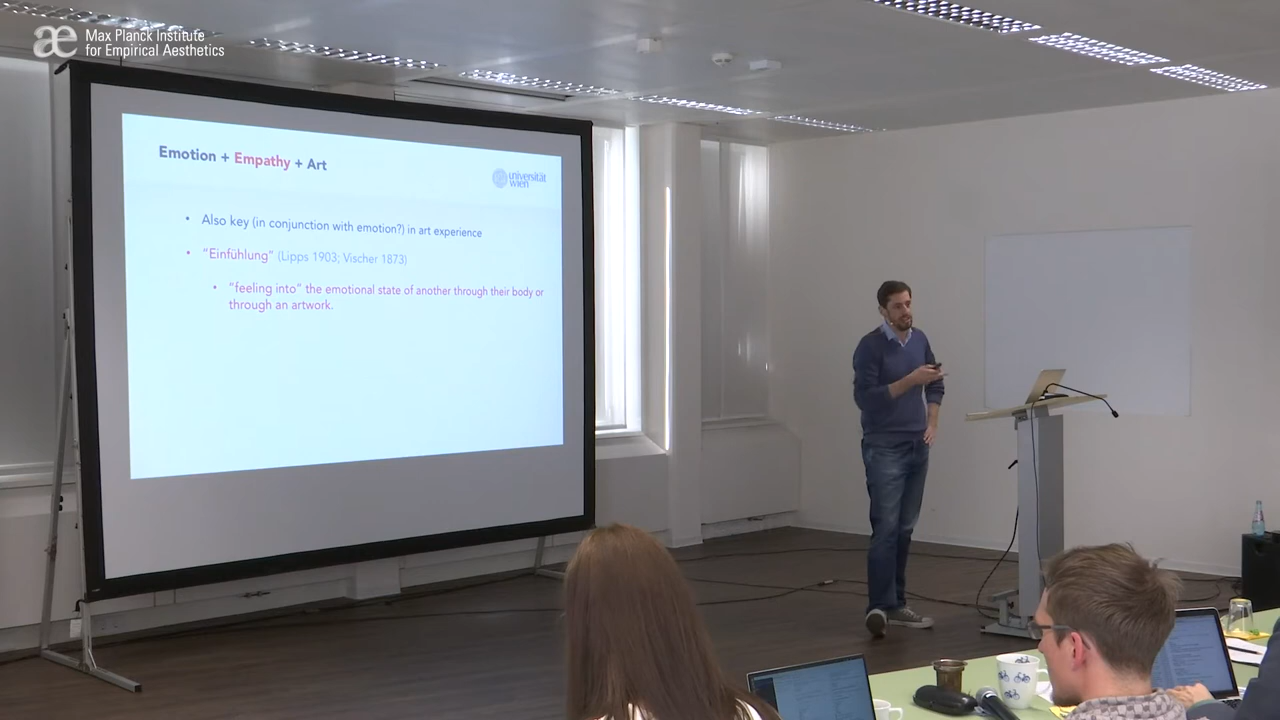 æ Max Planck Institute
for Empirical Aesthetics
Emotion + Empathy + Art
universität
wien
• Also key (in conjunction with emotion?) in art experience
• "Einfühlung" (Lipps 1903; Vischer 1873)
• "feeling into" the emotional state of another through their body or
through an artwork.